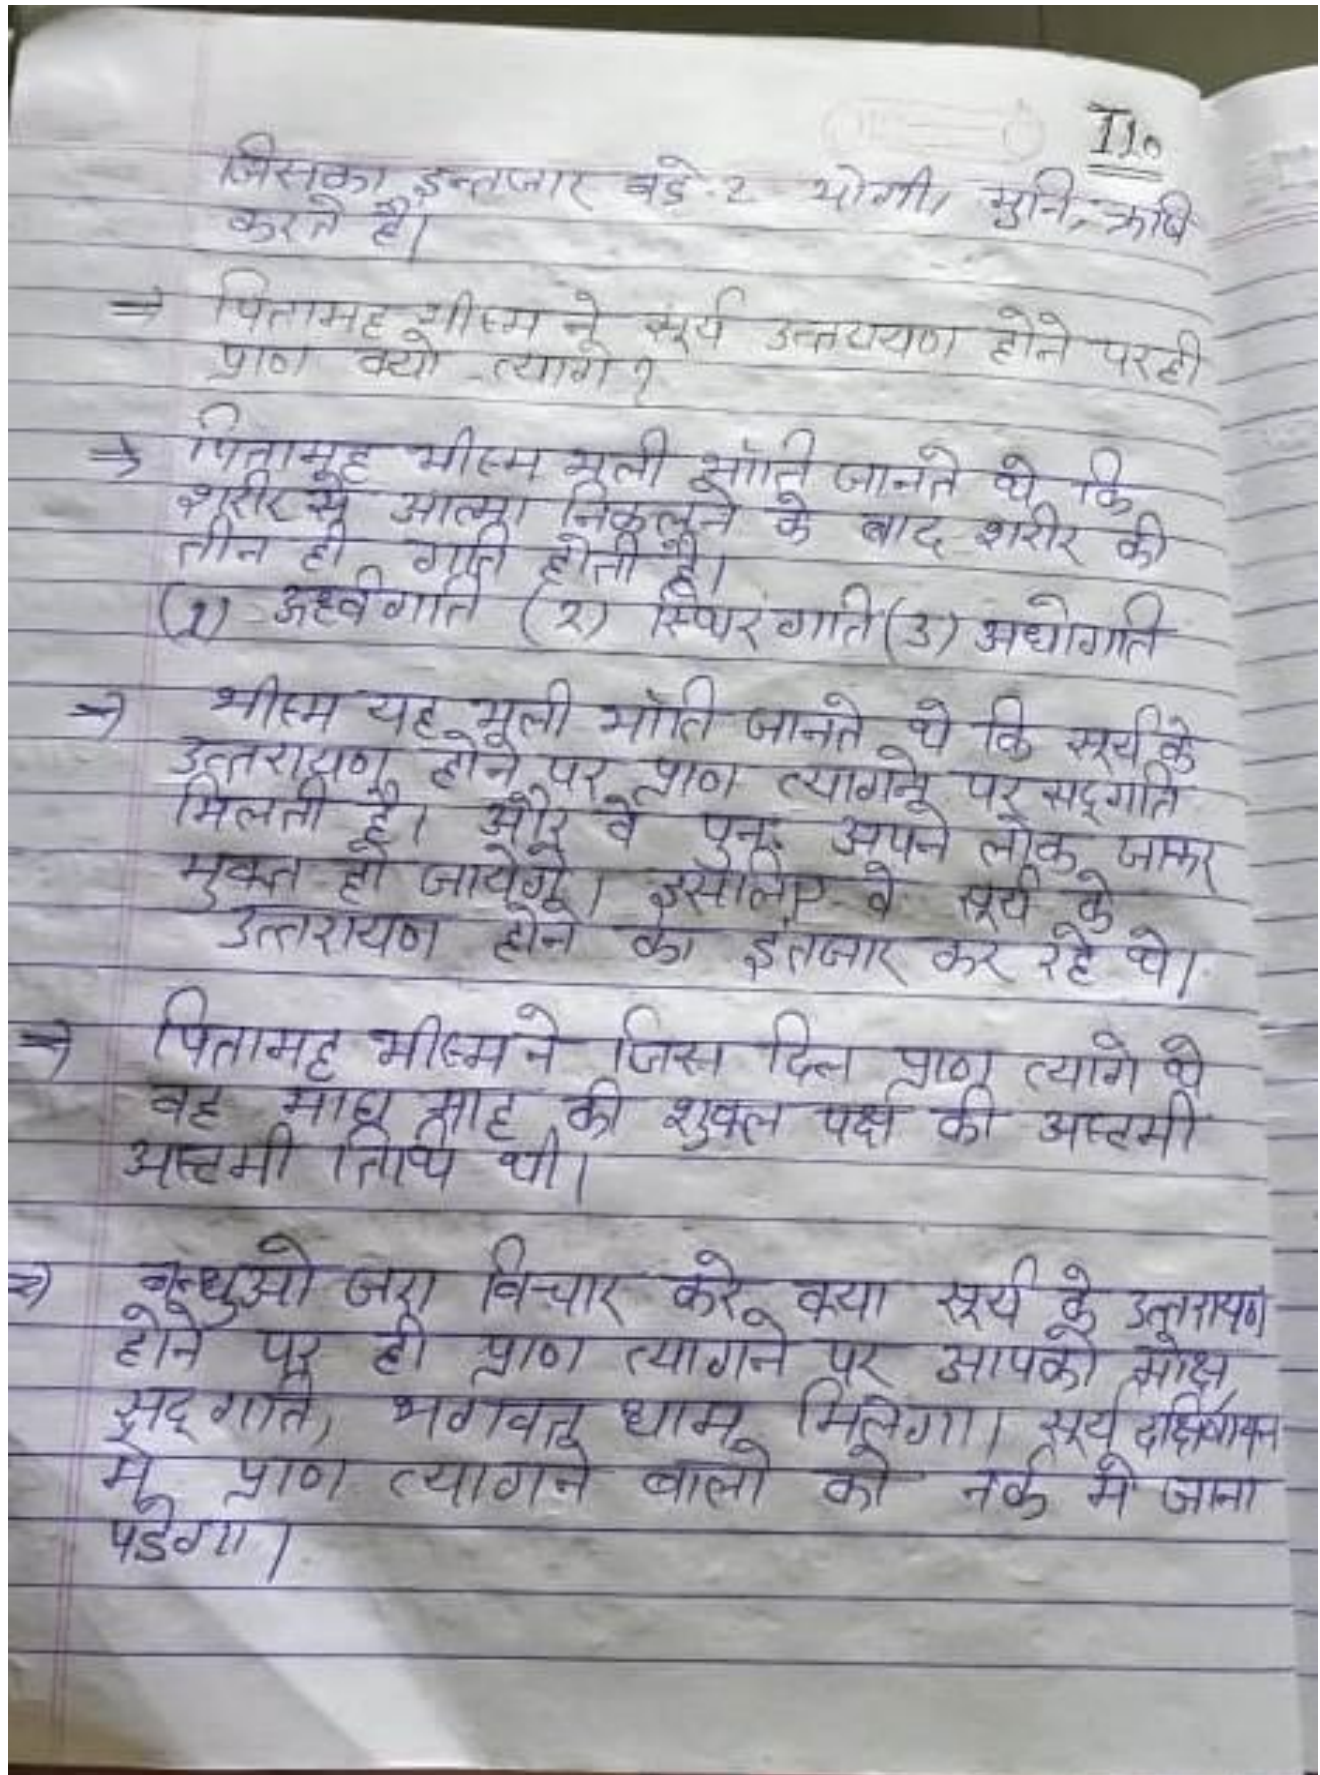 110
जिसका इन्तजार बडे-2 योगी, मुनि, ऋषि
करते है।
→ पितामह भीष्म ने सूर्य उत्तरायण होने पर ही
प्राण क्यो त्यागे?
→ पितामह भीष्म भली भाँति जानते थे कि
शरीर से आत्मा निकलने के बाद शरीर की
तीन ही गति होती है।
(1) उर्ध्वगति (2) स्थिर गति (3) अधोगति
→ भीष्म यह भली भाँति जानते थे कि सूर्य के
उत्तरायण होने पर प्राण त्यागने पर सद्गति
मिलती है। और वे पुनः अपने लोक जाकर
मुक्त हो जायेगे। इसलिए वे सूर्य के
उत्तरायण होने का इंतजार कर रहे थे।
→ पितामह भीष्म ने जिस दिन प्राण त्यागे थे
वह माघ माह की शुक्ल पक्ष की अष्टमी
अष्टमी तिथि थी।
→ बन्धुओ जरा विचार करे क्या सूर्य के उत्तरायण
होने पर ही प्राण त्यागने पर आपको मोक्ष
सद् गति, भगवत् धाम मिलेगा। सूर्य दक्षिणायन
मे प्राण त्यागने बालो को नर्क मे जाना
पडेगा।